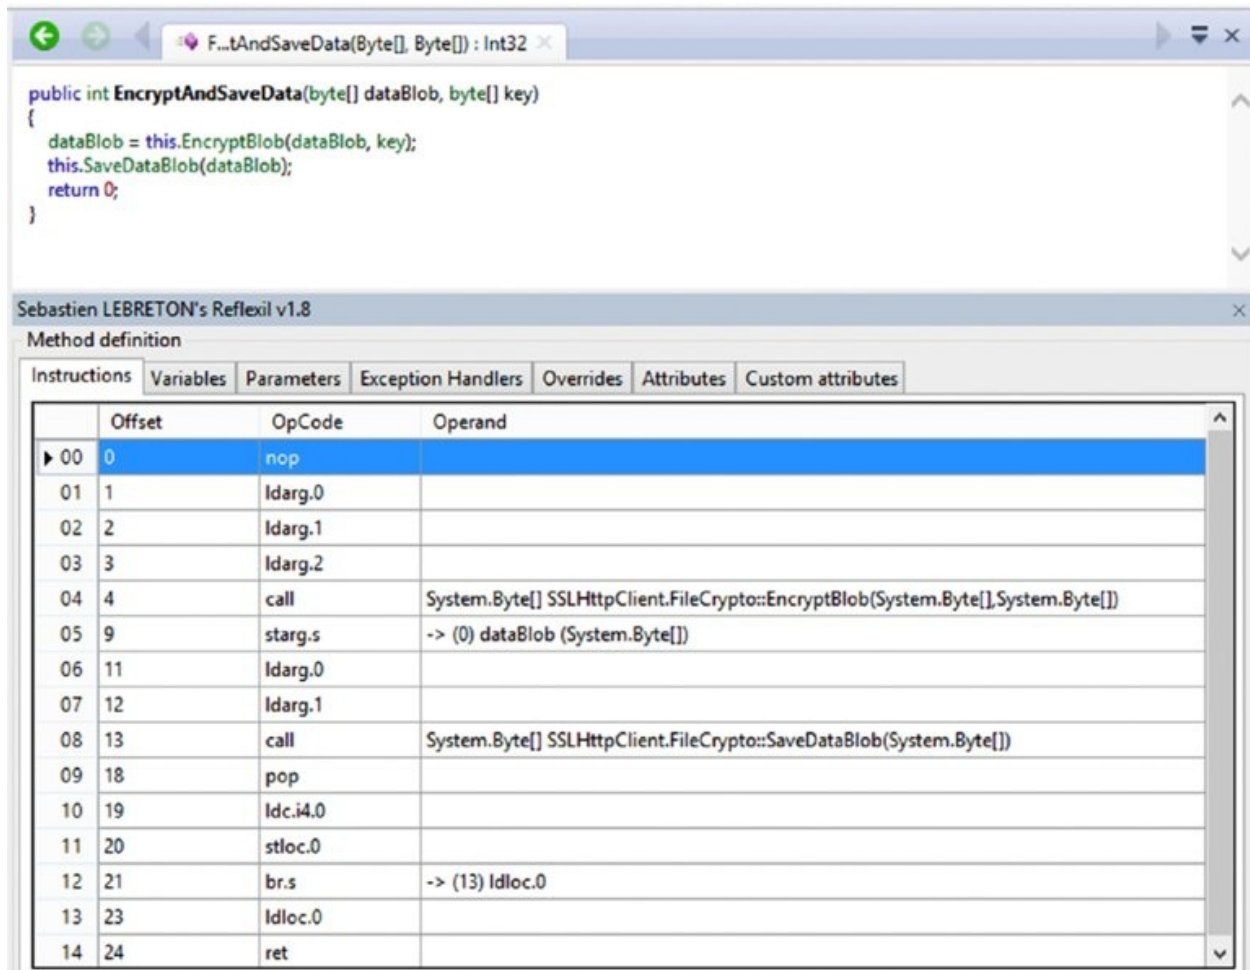 F...tAndSaveData(Byte[], Byte[]) : Int32
public int EncryptAndSaveData(byte[] dataBlob, byte[] key)
{
dataBlob = this.EncryptBlob(dataBlob, key);
this.SaveDataBlob(dataBlob);
return 0;
}
Sebastien LEBRETON's Reflexil v1.8
Method definition
Instructions Variables Parameters Exception Handlers Overrides Attributes Custom attributes
Offset OpCode Operand
00 0 nop
01 1 ldarg.0
02 2 ldarg.1
03 3 ldarg.2
04 4 call System.Byte[] SSLHttpClient.FileCrypto::EncryptBlob(System.Byte[],System.Byte[])
05 9 starg.s -> (0) dataBlob (System.Byte[])
06 11 ldarg.0
07 12 ldarg.1
08 13 call System.Byte[] SSLHttpClient.FileCrypto::SaveDataBlob(System.Byte[])
09 18 pop
10 19 ldc.i4.0
11 20 stloc.0
12 21 br.s -> (13) ldloc.0
13 23 ldloc.0
14 24 ret